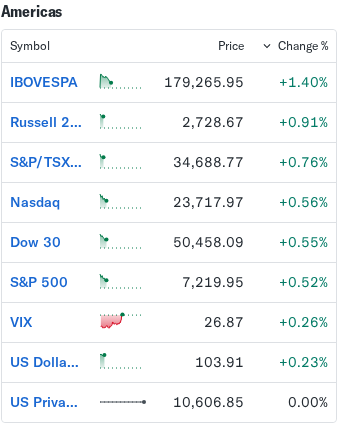 Americas
Symbol Price Change %
IBOVESPA 179,265.95 +1.40%
Russell 2... 2,728.67 +0.91%
S&P/TSX... 34,688.77 +0.76%
Nasdaq 23,717.97 +0.56%
Dow 30 50,458.09 +0.55%
S&P 500 7,219.95 +0.52%
VIX 26.87 +0.26%
US Dolla... 103.91 +0.23%
US Priva... 10,606.85 0.00%